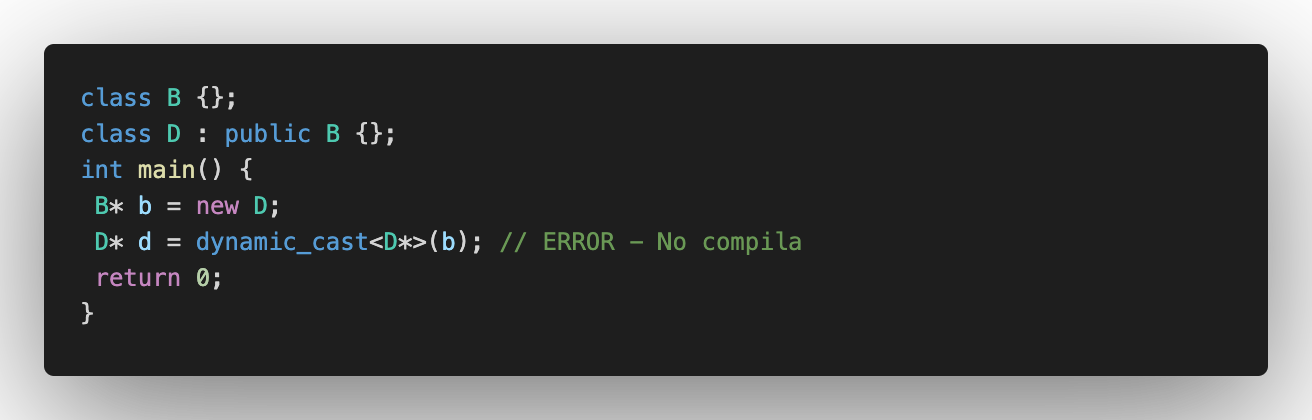 class B {};
class D : public B {};
int main() {
 B* b = new D;
 D* d = dynamic_cast<D*>(b); // ERROR – No compila
 return 0;
}